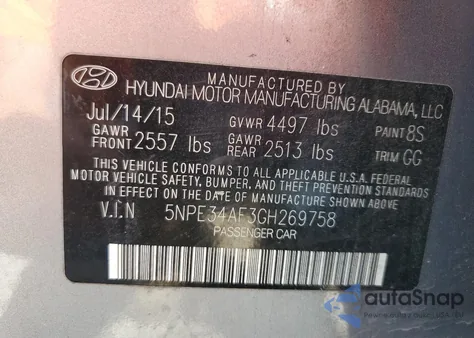 MANUFACTURED BY
HYUNDAI MOTOR MANUFACTURING ALABAMA, LLC
Jul/14/15 GVWR 4497 lbs PAINT 8S
GAWR FRONT 2557 lbs GAWR REAR 2513 lbs TRIM GG
THIS VEHICLE CONFORMS TO ALL APPLICABLE U.S.A. FEDERAL
MOTOR VEHICLE SAFETY, BUMPER, AND THEFT PREVENTION STANDARDS
IN EFFECT ON THE DATE OF MANUFACTURE SHOWN ABOVE.
V.I.N 5NPE34AF3GH269758
PASSENGER CAR
autoSnap